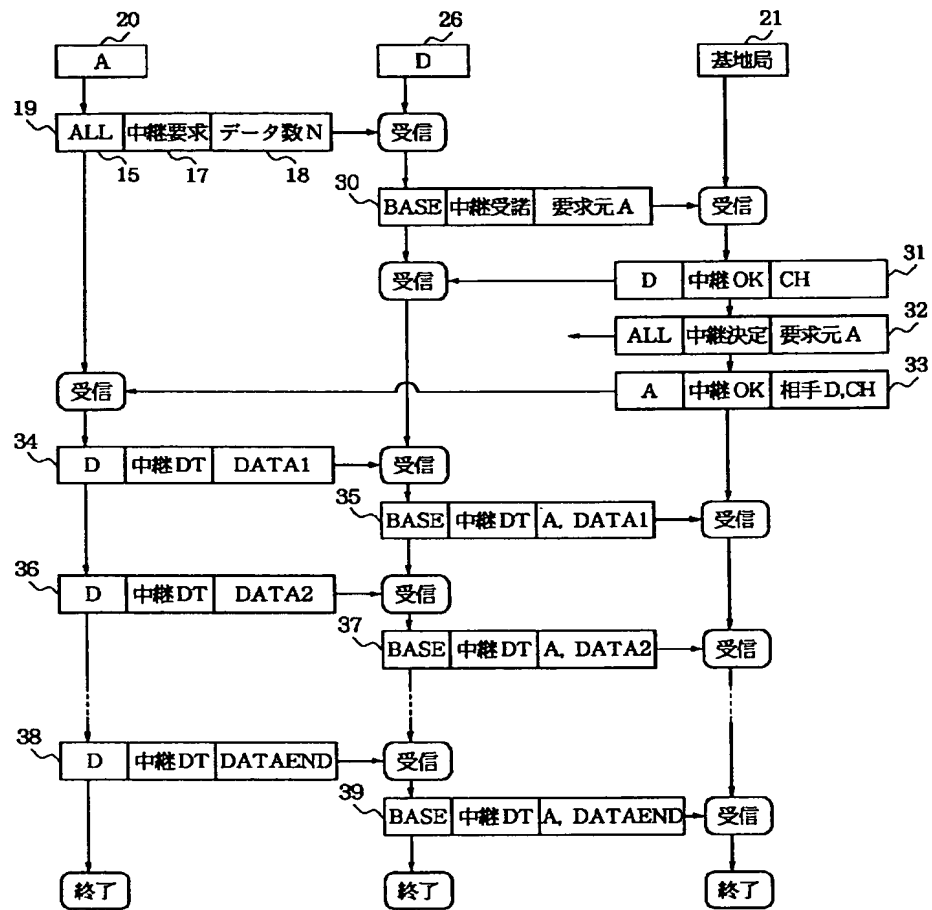 20 26 21
A D 基地局
19 ALL 中継要求 データ数N 受信
15 17 18
30 BASE 中継受諾 要求元A 受信
31
受信 D 中継OK CH
32
ALL 中継決定 要求元A
33
受信 A 中継OK 相手D,CH
34 D 中継DT DATA1 受信
35 BASE 中継DT A, DATA1 受信
36 D 中継DT DATA2 受信
37 BASE 中継DT A, DATA2 受信
38 D 中継DT DATAEND 受信
39 BASE 中継DT A, DATAEND 受信
終了 終了 終了